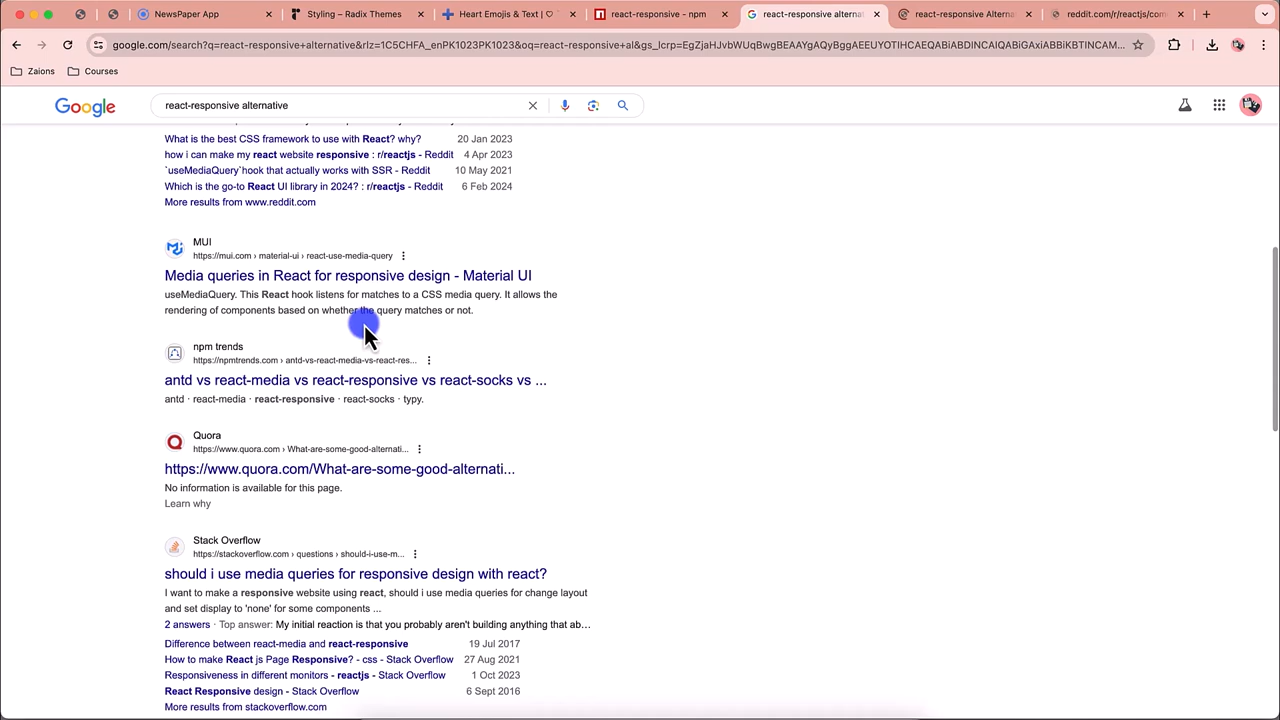 NewsPaper App
Styling – Radix Themes
Heart Emojis & Text | ♡
react-responsive - npm
react-responsive alterna
react-responsive Alterna
reddit.com/r/reactjs/com
google.com/search?q=react-responsive+alternative&rlz=1C5CHFA_enPK1023PK1023&oq=react-responsive+al&gs_lcrp=EgZjaHJvbWUqBwgBEAAYgAQyBggAEEUYOTIHCAEQABiABDINCAIQABiGAxiABBiKBTINCAM...
Zaions
Courses
Google
react-responsive alternative
What is the best CSS framework to use with React? why? 20 Jan 2023
how i can make my react website responsive : r/reactjs - Reddit 4 Apr 2023
`useMediaQuery`hook that actually works with SSR - Reddit 10 May 2021
Which is the go-to React UI library in 2024? : r/reactjs - Reddit 6 Feb 2024
More results from www.reddit.com
MUI
https://mui.com › material-ui › react-use-media-query
Media queries in React for responsive design - Material UI
useMediaQuery. This React hook listens for matches to a CSS media query. It allows the
rendering of components based on whether the query matches or not.
npm trends
https://npmtrends.com › antd-vs-react-media-vs-react-res...
antd vs react-media vs react-responsive vs react-socks vs ...
antd · react-media · react-responsive · react-socks · typy.
Quora
https://www.quora.com › What-are-some-good-alternati...
https://www.quora.com/What-are-some-good-alternati...
No information is available for this page.
Learn why
Stack Overflow
https://stackoverflow.com › questions › should-i-use-m...
should i use media queries for responsive design with react?
I want to make a responsive website using react, should i use media queries for change layout
and set display to 'none' for some components ...
2 answers · Top answer: My initial reaction is that you probably aren't building anything that ab...
Difference between react-media and react-responsive 19 Jul 2017
How to make React js Page Responsive? - css - Stack Overflow 27 Aug 2021
Responsiveness in different monitors - reactjs - Stack Overflow 1 Oct 2023
React Responsive design - Stack Overflow 6 Sept 2016
More results from stackoverflow.com